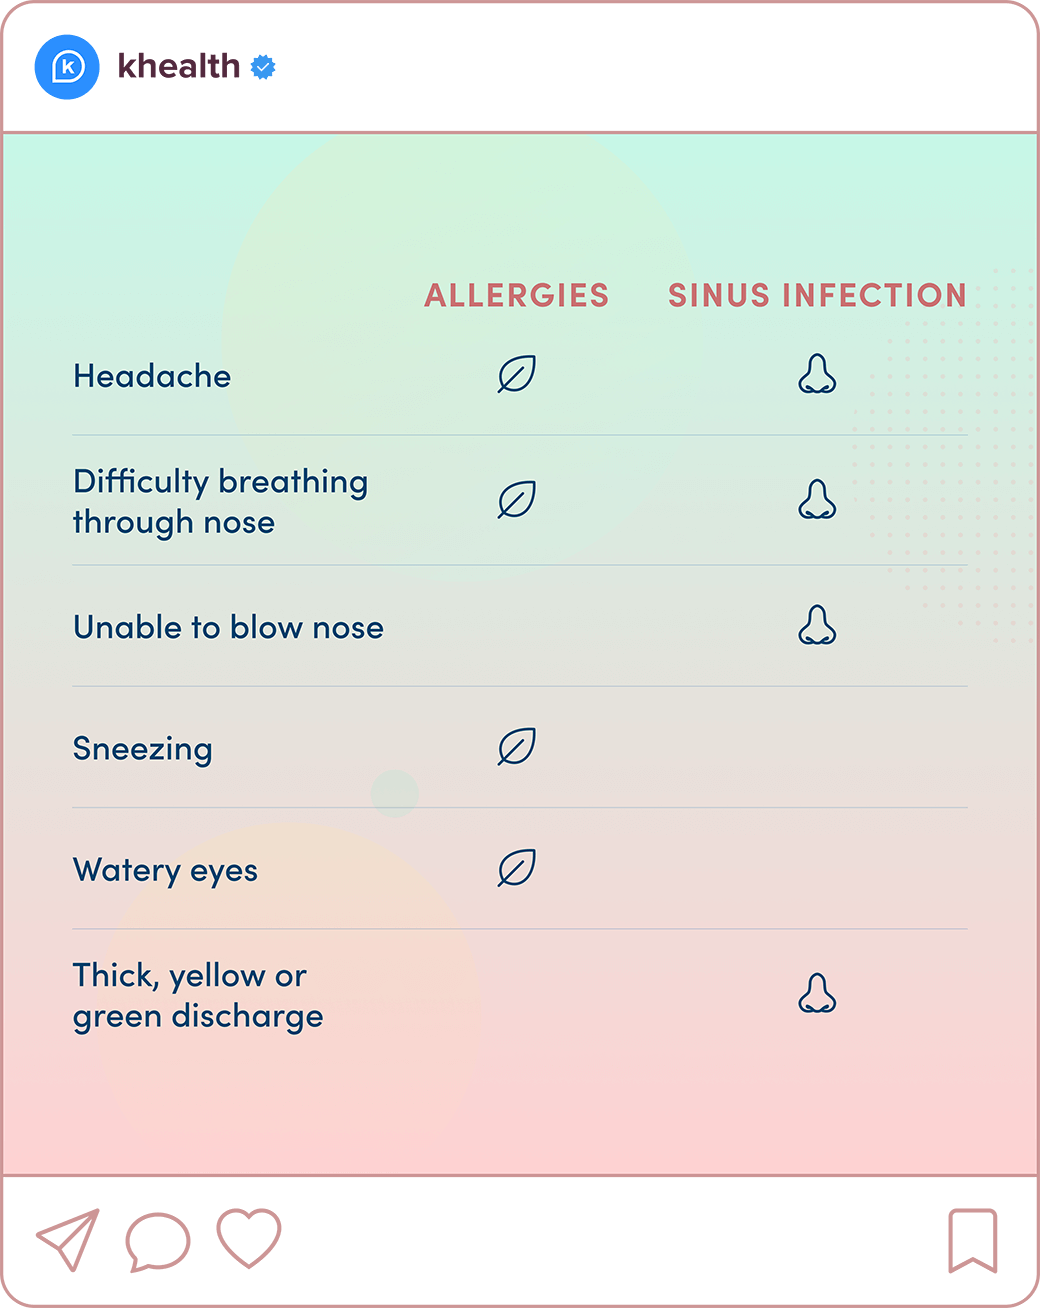 khealth
ALLERGIES SINUS INFECTION
Headache
Difficulty breathing
through nose
Unable to blow nose
Sneezing
Watery eyes
Thick, yellow or
green discharge